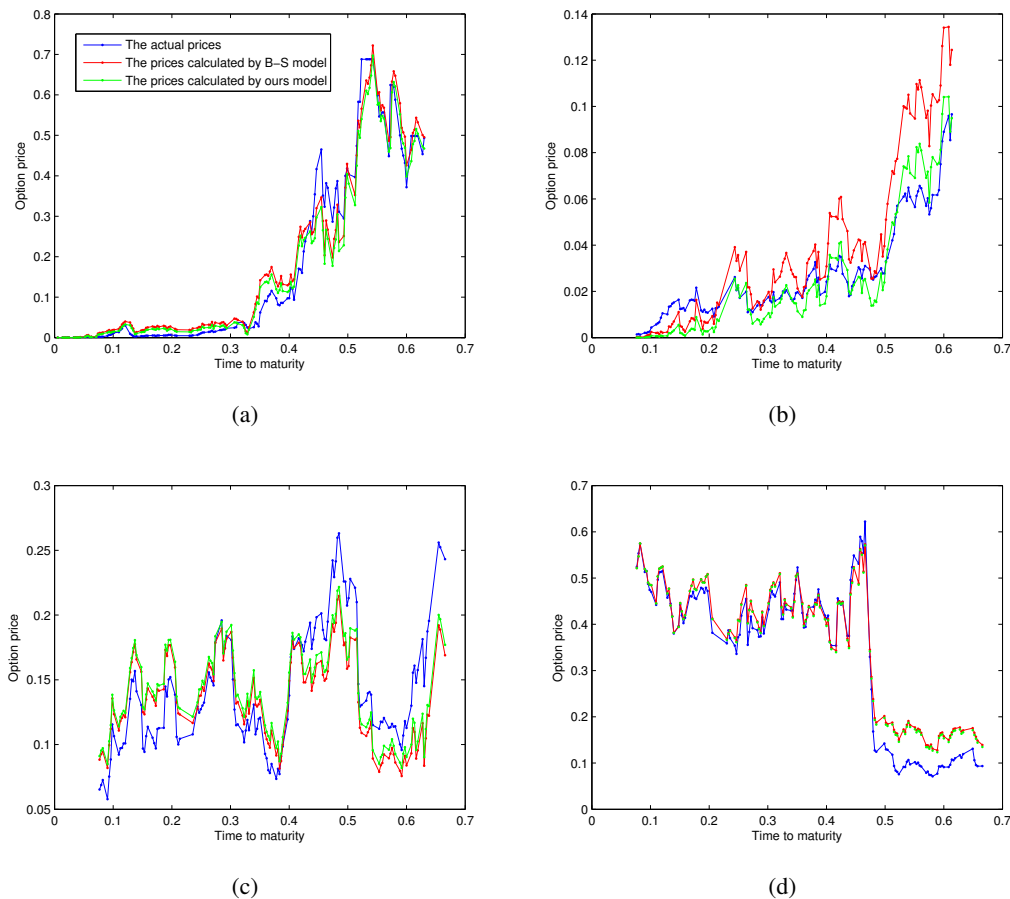 0.8
0.7
0.6
0.5
0.4
0.3
0.2
0.1
0
Option price
The actual prices
The prices calculated by B−S model
The prices calculated by ours model
0 0.1 0.2 0.3 0.4 0.5 0.6 0.7
Time to maturity
(a)
0.14
0.12
0.1
0.08
0.06
0.04
0.02
0
Option price
0 0.1 0.2 0.3 0.4 0.5 0.6 0.7
Time to maturity
(b)
0.3
0.25
0.2
0.15
0.1
0.05
Option price
0 0.1 0.2 0.3 0.4 0.5 0.6 0.7
Time to maturity
(c)
0.7
0.6
0.5
0.4
0.3
0.2
0.1
0
Option price
0 0.1 0.2 0.3 0.4 0.5 0.6 0.7
Time to maturity
(d)